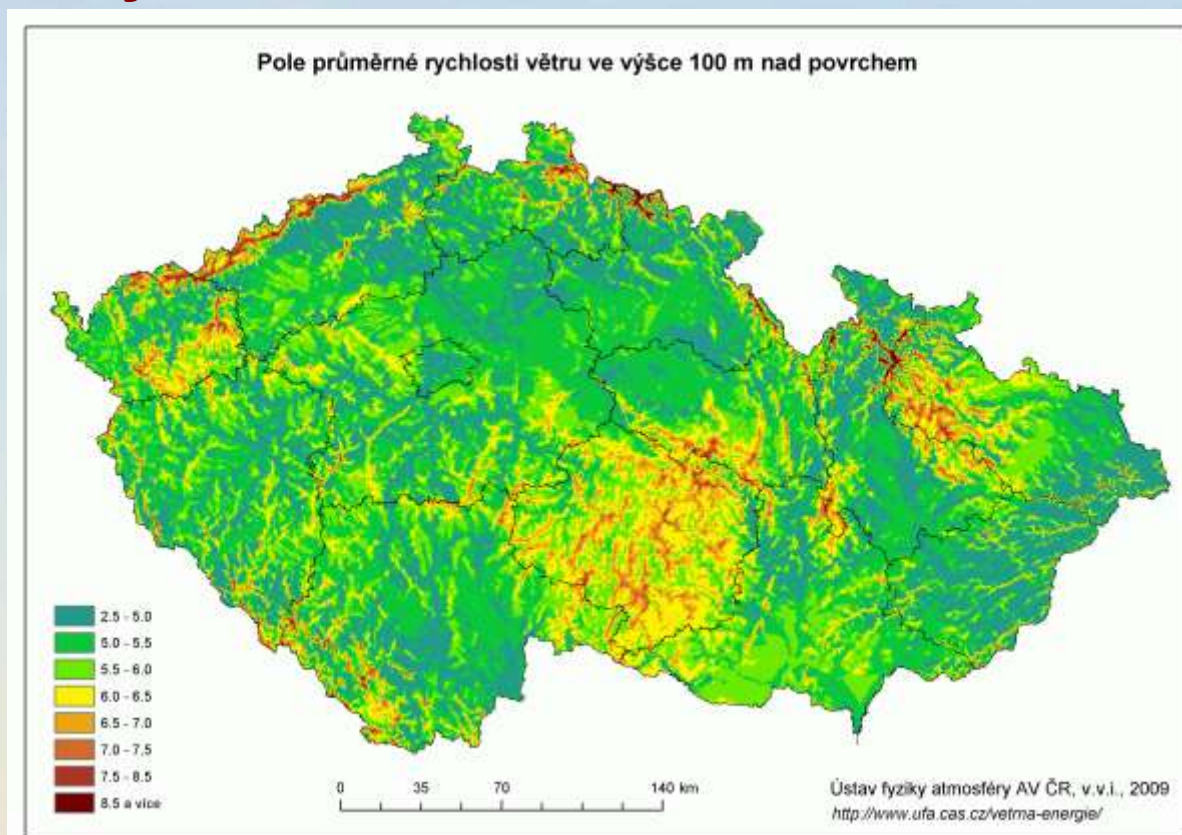 Pole průměrné rychlosti větru ve výšce 100 m nad povrchem
2.5 - 5.0
5.0 - 5.5
5.5 - 6.0
6.0 - 6.5
6.5 - 7.0
7.0 - 7.5
7.5 - 8.5
8.5 a více
0 35 70 140 km
Ústav fyziky atmosféry AV ČR, v.v.i., 2009
http://www.ufa.cas.cz/vetrna-energie/